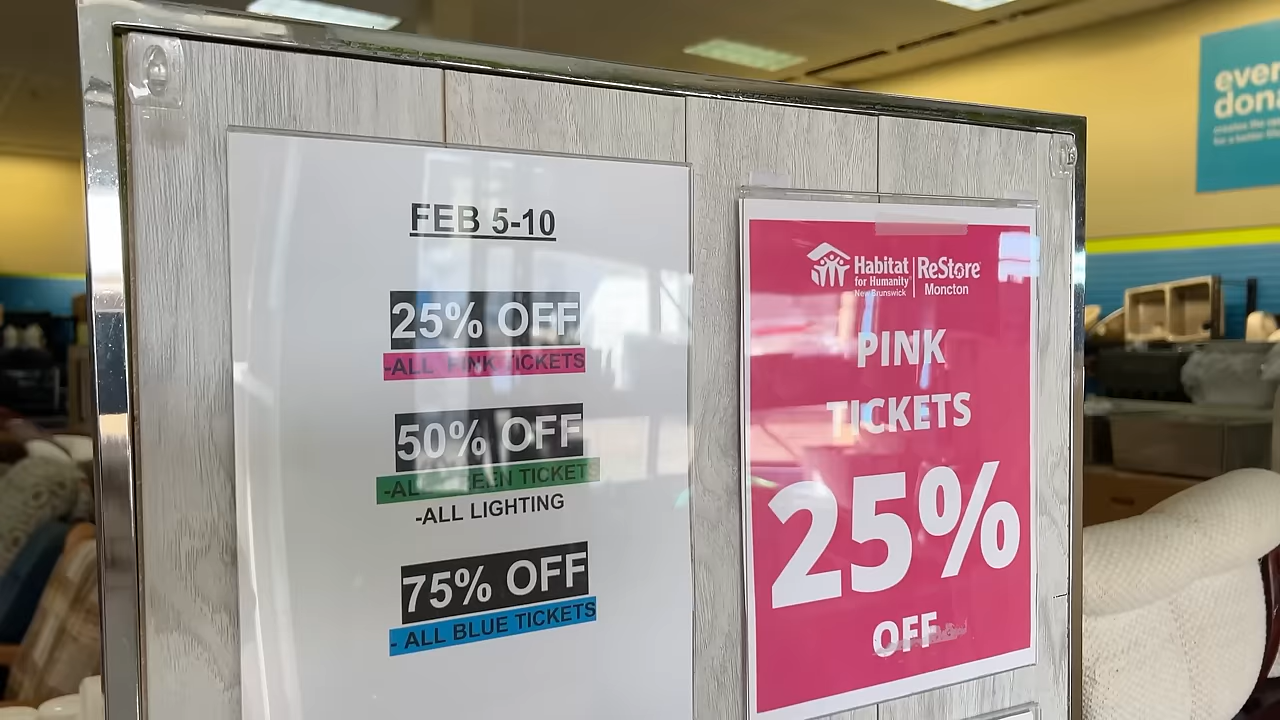 FEB 5-10
25% OFF
-ALL PINK TICKETS
50% OFF
-ALL GREEN TICKETS
-ALL LIGHTING
75% OFF
- ALL BLUE TICKETS
Habitat for Humanity
New Brunswick
ReStore
Moncton
PINK
TICKETS
25%
OFF